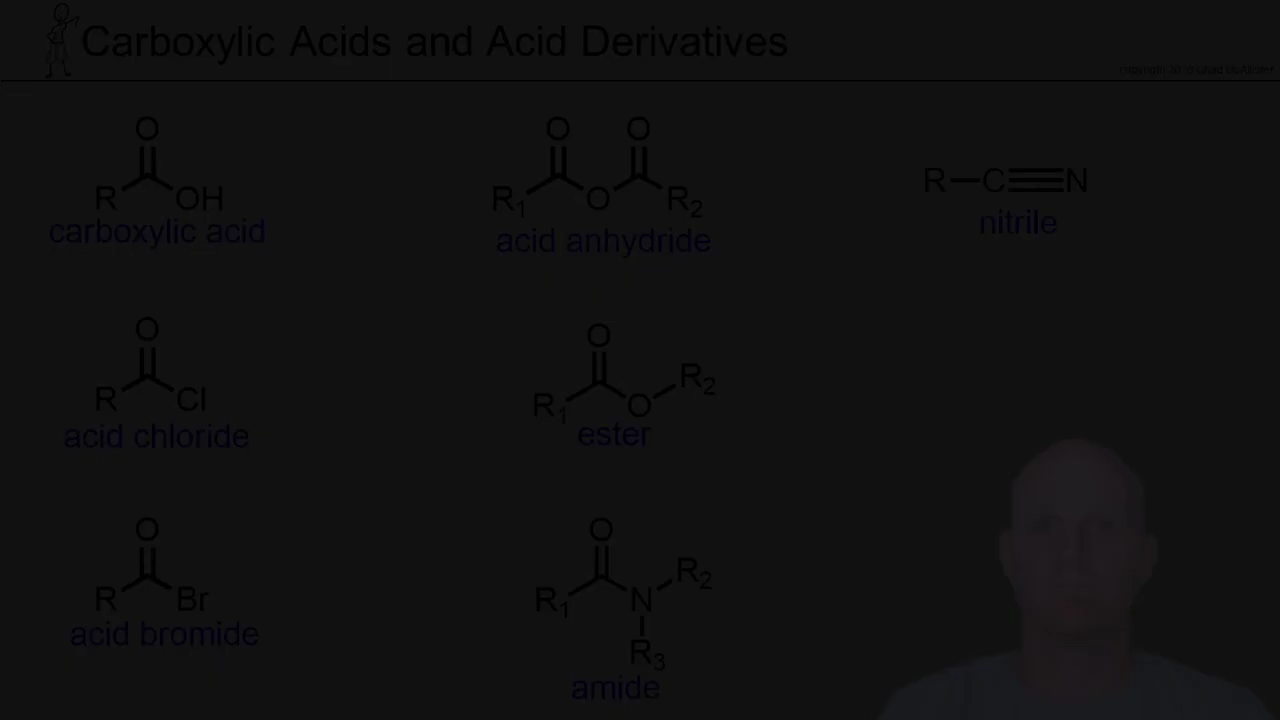 Carboxylic Acids and Acid Derivatives
O
R
OH
carboxylic acid
O O
R1 O R2
acid anhydride
R C N
nitrile
O
R
Cl
acid chloride
O
R1 O R2
ester
O
R
Br
acid bromide
O
R1 N R2
R3
amide